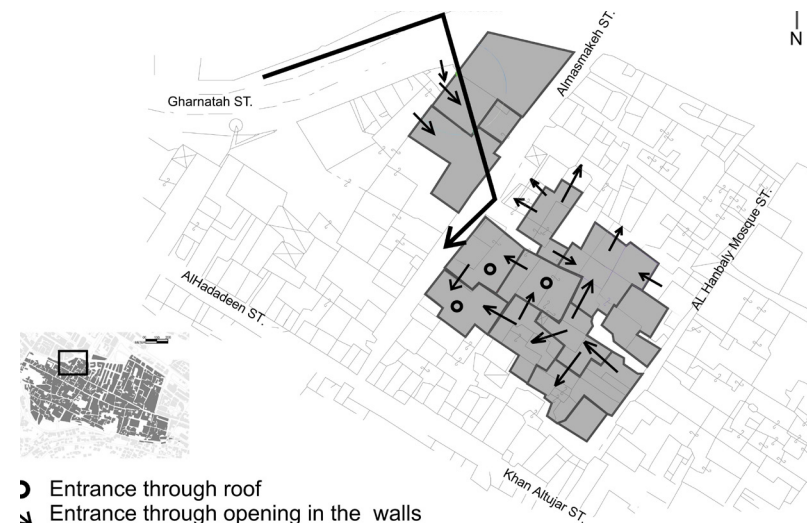 N
Almasmakeh ST.
Gharnatah ST.
AL Hanbaly Mosque ST.
AlHadadeen ST.
Khan Altujar ST.
Entrance through roof
Entrance through opening in the walls